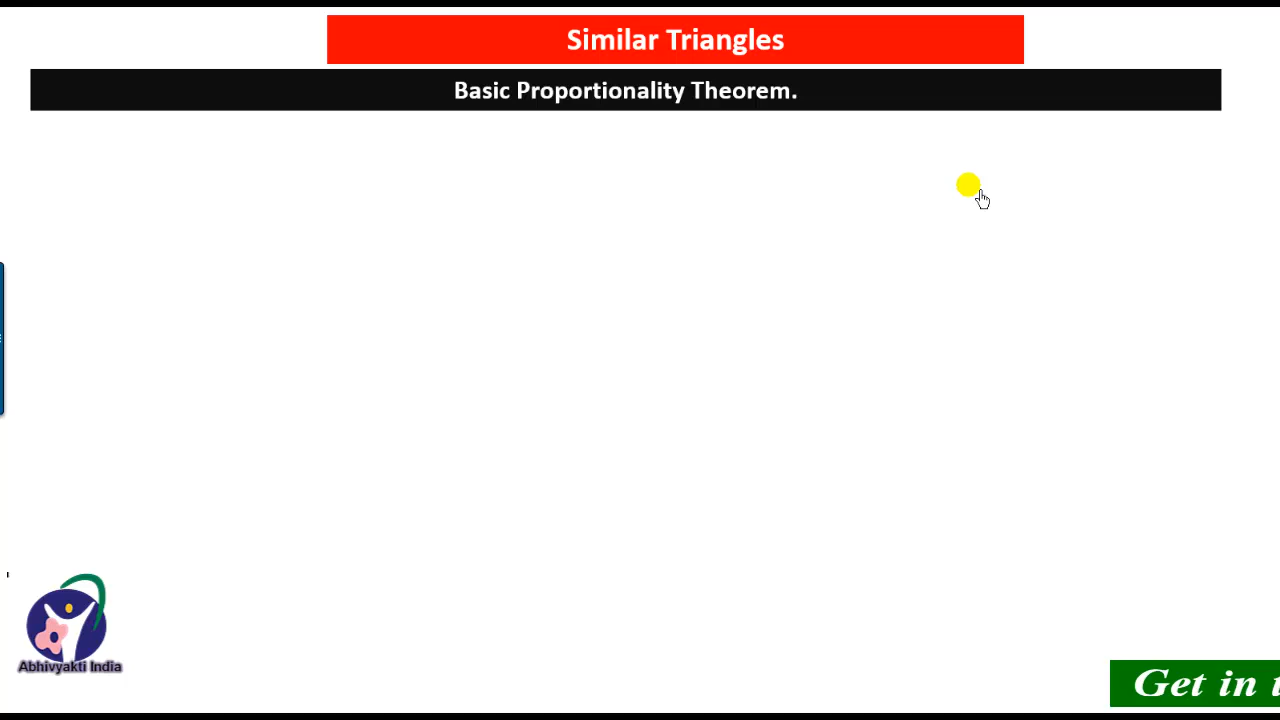 Similar Triangles
Basic Proportionality Theorem.
Abhivyakti India
Get in